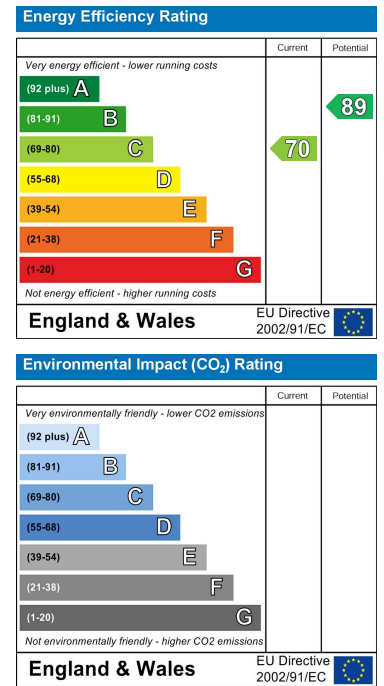 Energy Efficiency Rating
Current Potential
Very energy efficient - lower running costs
(92 plus) A
(81-91) B
89
(69-80) C
70
(55-68) D
(39-54) E
(21-38) F
(1-20) G
Not energy efficient - higher running costs
England & Wales
EU Directive
2002/91/EC
Environmental Impact (CO₂) Rating
Current Potential
Very environmentally friendly - lower CO2 emissions
(92 plus) A
(81-91) B
(69-80) C
(55-68) D
(39-54) E
(21-38) F
(1-20) G
Not environmentally friendly - higher CO2 emissions
England & Wales
EU Directive
2002/91/EC